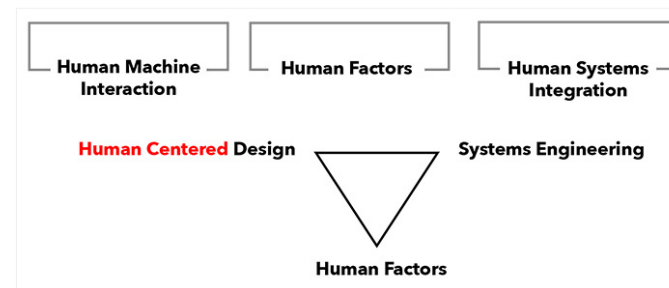 Human Machine
Interaction
Human Factors
Human Systems
Integration
Human Centered Design
Systems Engineering
Human Factors